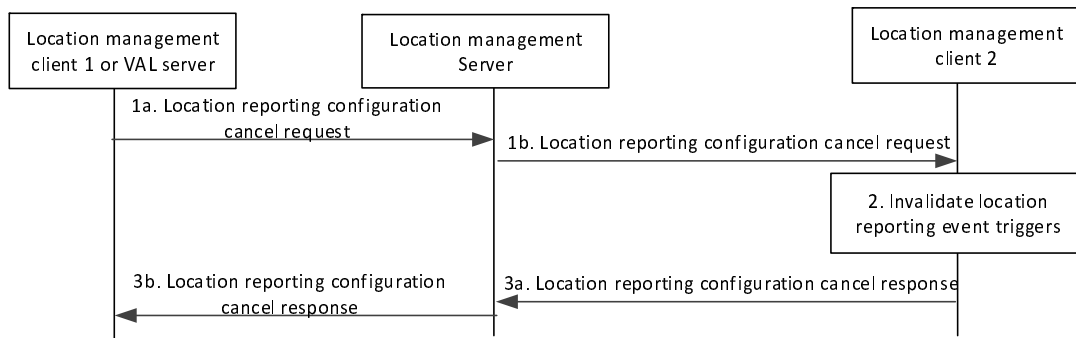 Location management
client 1 or VAL server
Location management
Server
Location management
client 2
1a. Location reporting configuration
cancel request
1b. Location reporting configuration cancel request
2. Invalidate location
reporting event triggers
3b. Location reporting configuration
cancel response
3a. Location reporting configuration cancel response